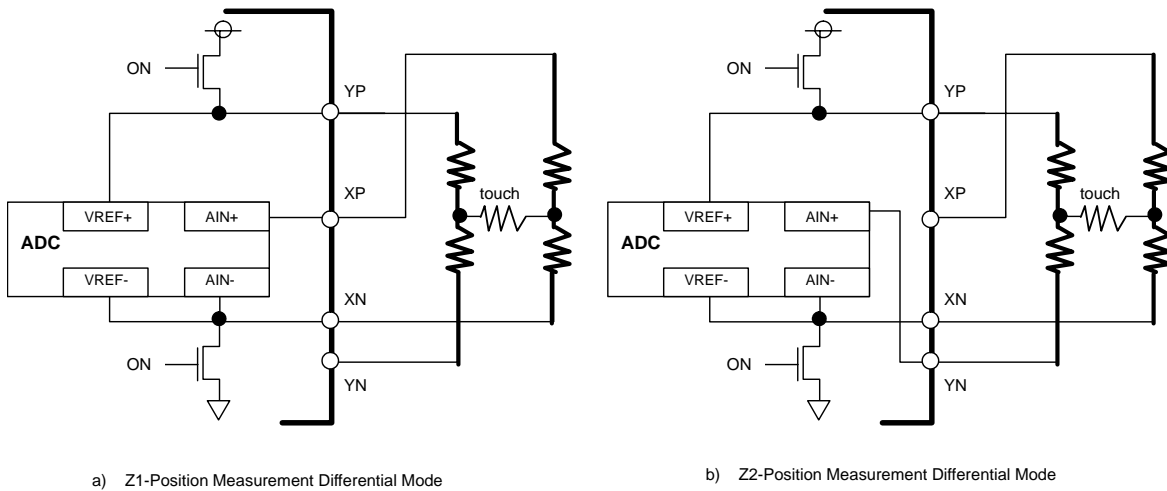 ON
YP
XP
touch
VREF+
AIN+
ADC
VREF-
AIN-
XN
ON
YN
a) Z1-Position Measurement Differential Mode
ON
YP
XP
touch
VREF+
AIN+
ADC
VREF-
AIN-
XN
ON
YN
b) Z2-Position Measurement Differential Mode